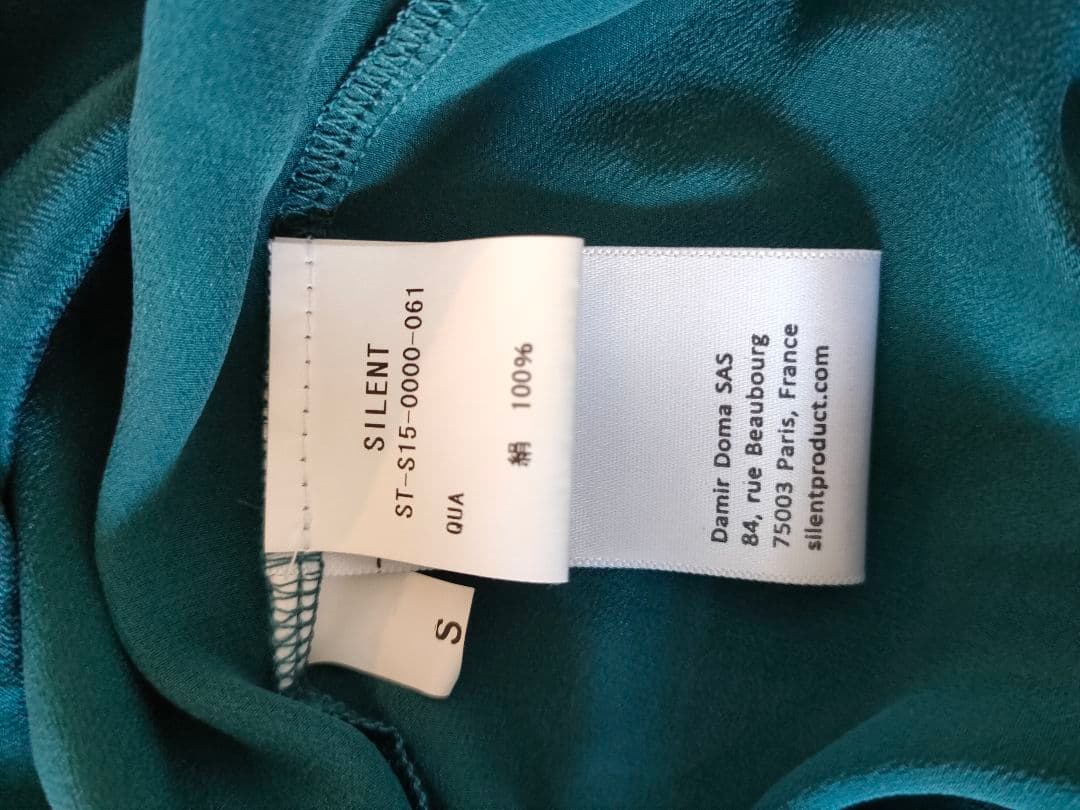 SILENT
ST-S15-0000-061
QUA
絹 100%
Damir Doma SAS
84, rue Beaubourg
75003 Paris, France
silentproduct.com
S